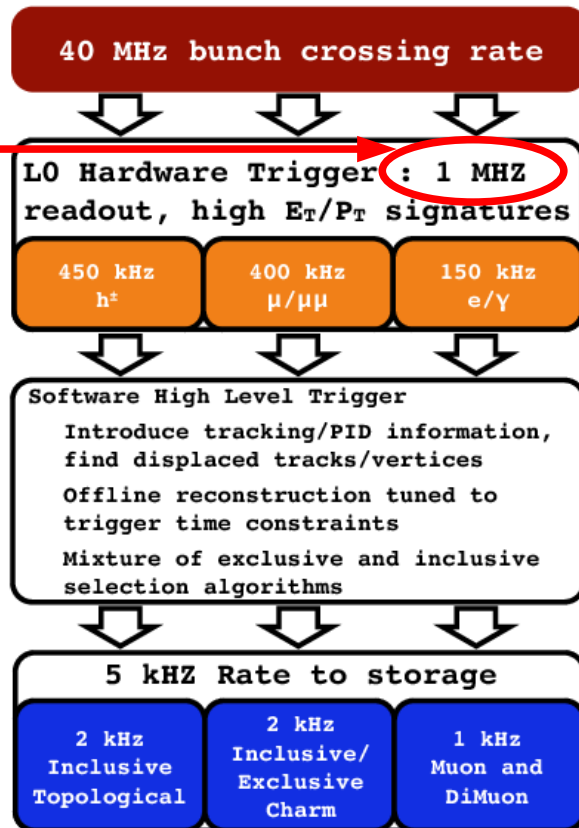 40 MHz bunch crossing rate
L0 Hardware Trigger : 1 MHZ
readout, high E_T/P_T signatures
450 kHz
h±
400 kHz
μ/μμ
150 kHz
e/γ
Software High Level Trigger
Introduce tracking/PID information,
find displaced tracks/vertices
Offline reconstruction tuned to
trigger time constraints
Mixture of exclusive and inclusive
selection algorithms
5 kHZ Rate to storage
2 kHz
Inclusive
Topological
2 kHz
Inclusive/
Exclusive
Charm
1 kHz
Muon and
DiMuon